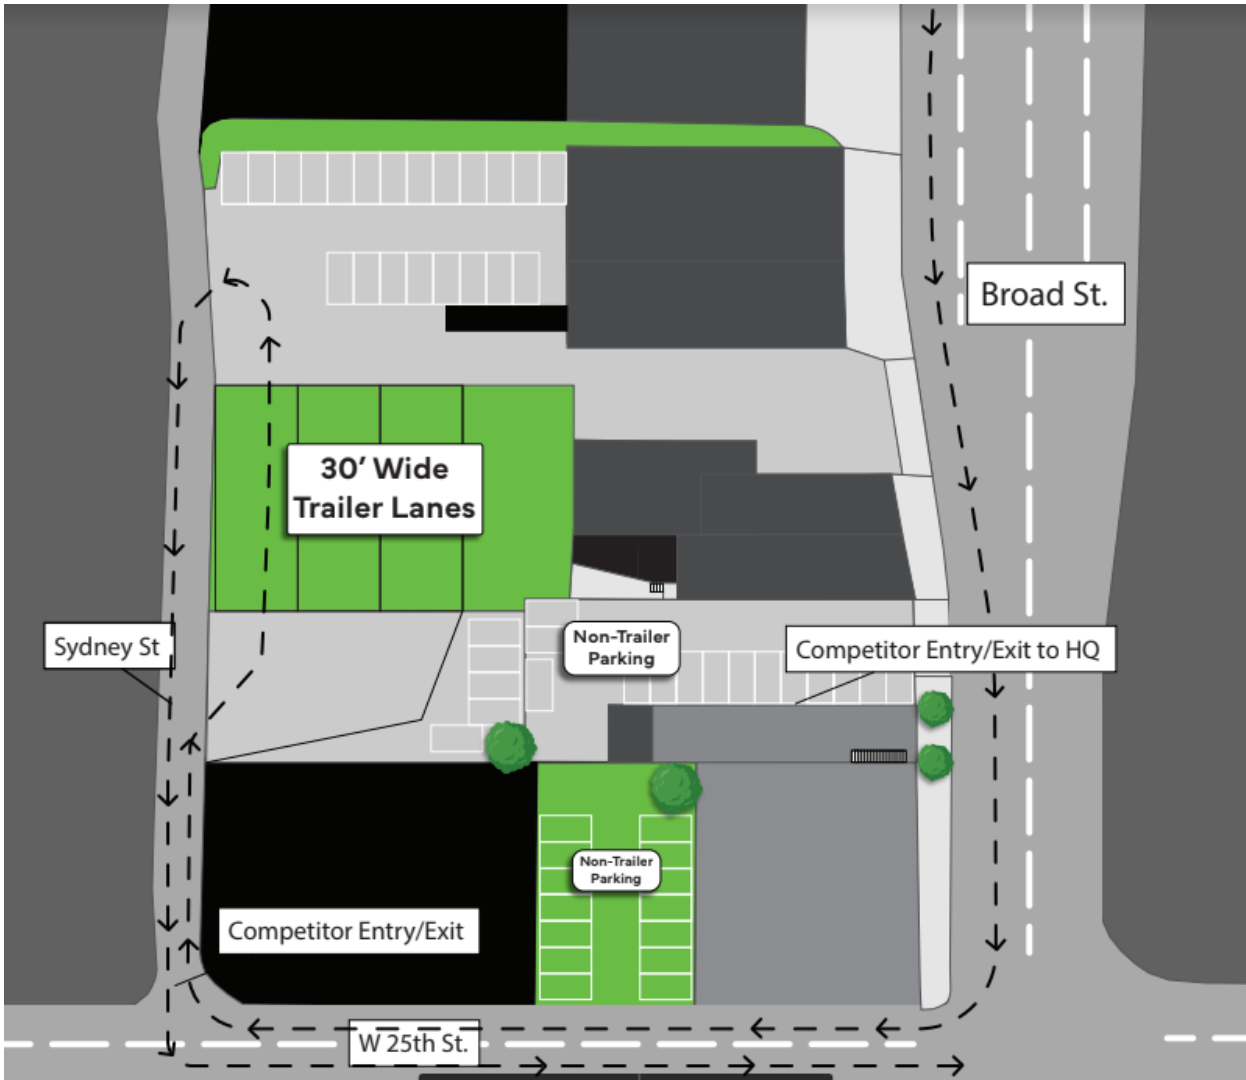 Broad St.
30’ Wide
Trailer Lanes
Sydney St
Non-Trailer
Parking
Competitor Entry/Exit to HQ
Non-Trailer
Parking
Competitor Entry/Exit
W 25th St.